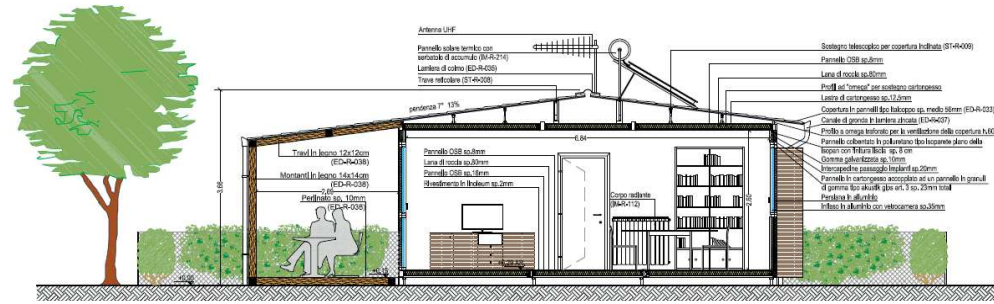 Antenna UHF
Pannello solare termico con
serbatoio di accumulo (IM-R-214)
Lamiera di colmo (ED-R-035)
Trave reticolare (ST-R-008)
pendenza 7° 13%
Sostegno telescopico per copertura inclinata (ST-R-009)
Pannello OSB sp.8mm
Lana di roccia sp.80mm
Profili ad "omega" per sostegno cartongesso
Lastra di cartongesso sp.12,5mm
Copertura in pannelli tipo Italcoppo sp. medio 56mm (ED-R-033)
Canale di gronda in lamiera zincata (ED-R-037)
Profilo a omega traforato per la ventilazione della copertura h.60
Pannello coibentato in poliuretano tipo isoparete plano della
Isopan con finitura liscia sp. 8 cm
Gomma galvanizzata sp.10mm
Intercapedine passaggio impianti sp.20mm
Pannello in cartongesso accoppiato ad un pannello in granuli
di gomma tipo akustik gips art. 3 sp. 23mm totali
Persiana in alluminio
Infisso in alluminio con vetrocamera sp.35mm
Travi in legno 12x12cm
(ED-R-038)
Montanti in legno 14x14cm
(ED-R-038)
Perlinato sp. 10mm
(ED-R-038)
Pannello OSB sp.8mm
Lana di roccia sp.80mm
Pannello OSB sp.18mm
Rivestimento in linoleum sp.2mm
Corpo radiante
(IM-R-112)
6.84
2.80